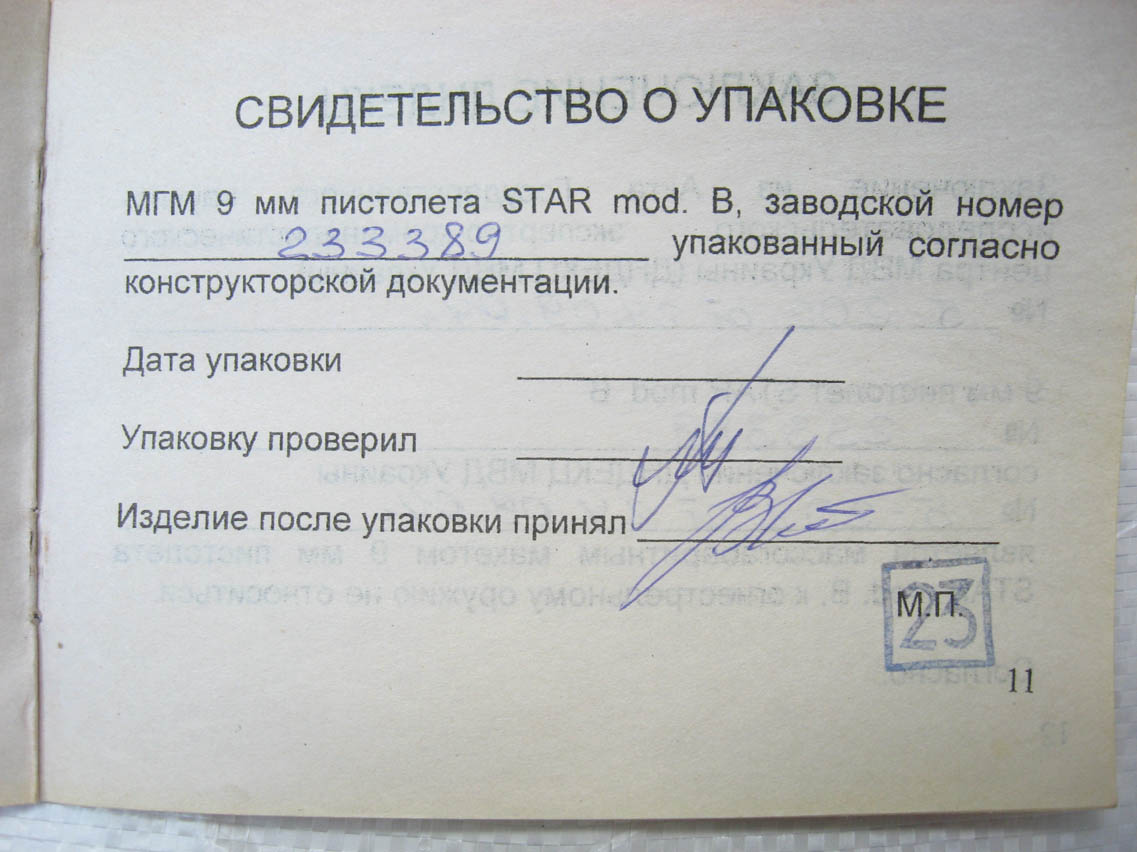 СВИДЕТЕЛЬСТВО О УПАКОВКЕ
МГМ 9 мм пистолета STAR mod. B, заводской номер
233389 упакованный согласно
конструкторской документации.
Дата упаковки
Упаковку проверил
Изделие после упаковки принял
М.П.
23
11